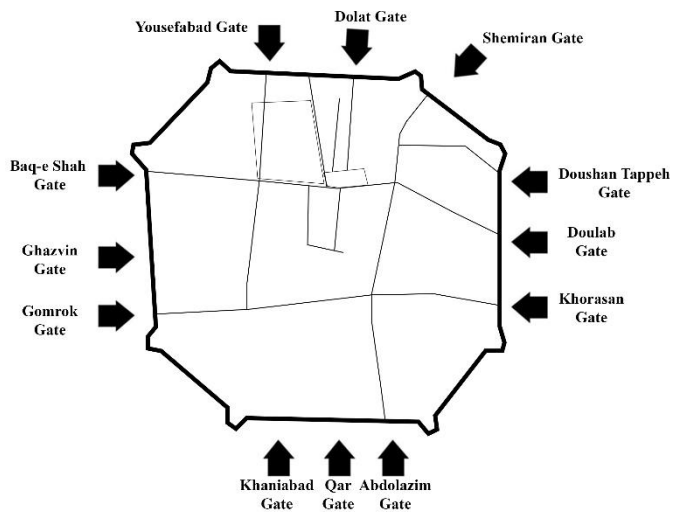 Yousefabad Gate
Dolat Gate
Shemiran Gate
Baq-e Shah
Gate
Doushan Tappeh
Gate
Ghazvin
Gate
Doulab
Gate
Gomrok
Gate
Khorasan
Gate
Khaniabad
Gate
Qar
Gate
Abdolazim
Gate